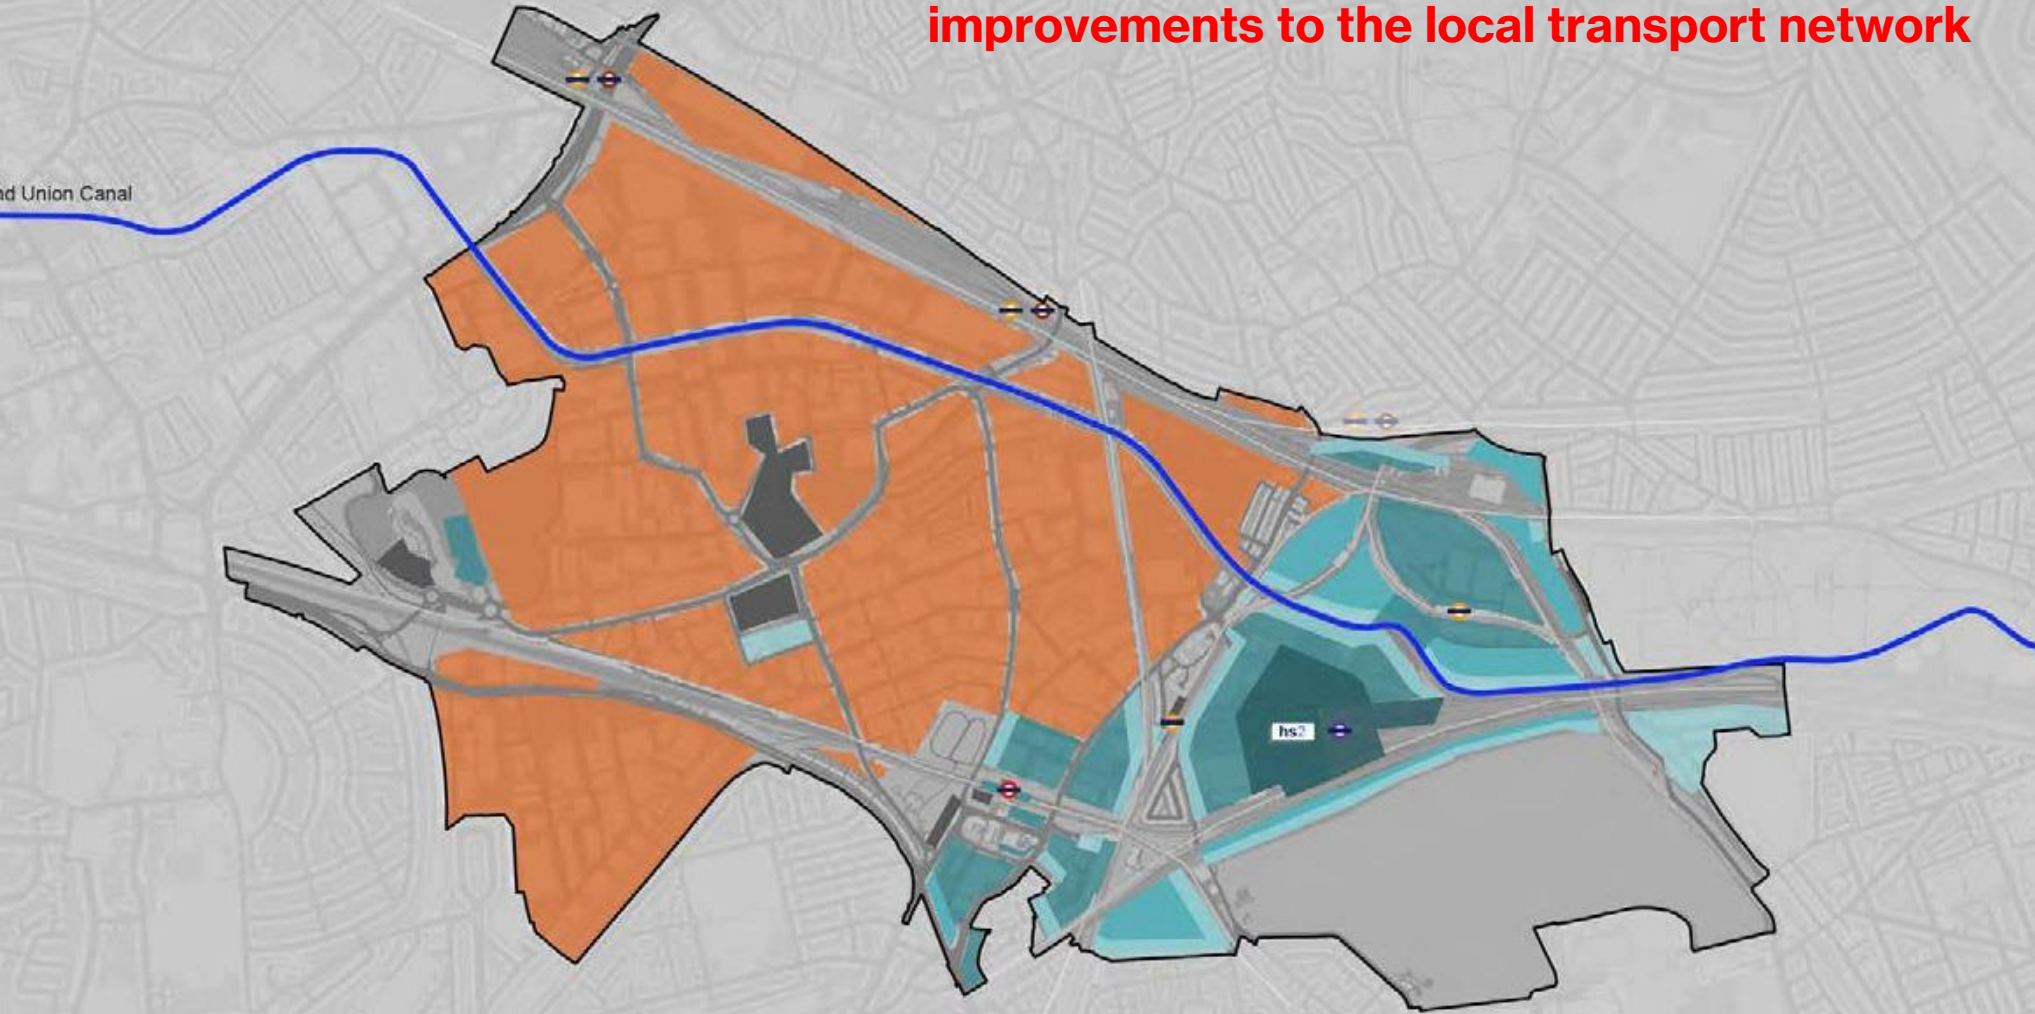 improvements to the local transport network
nd Union Canal
hs2